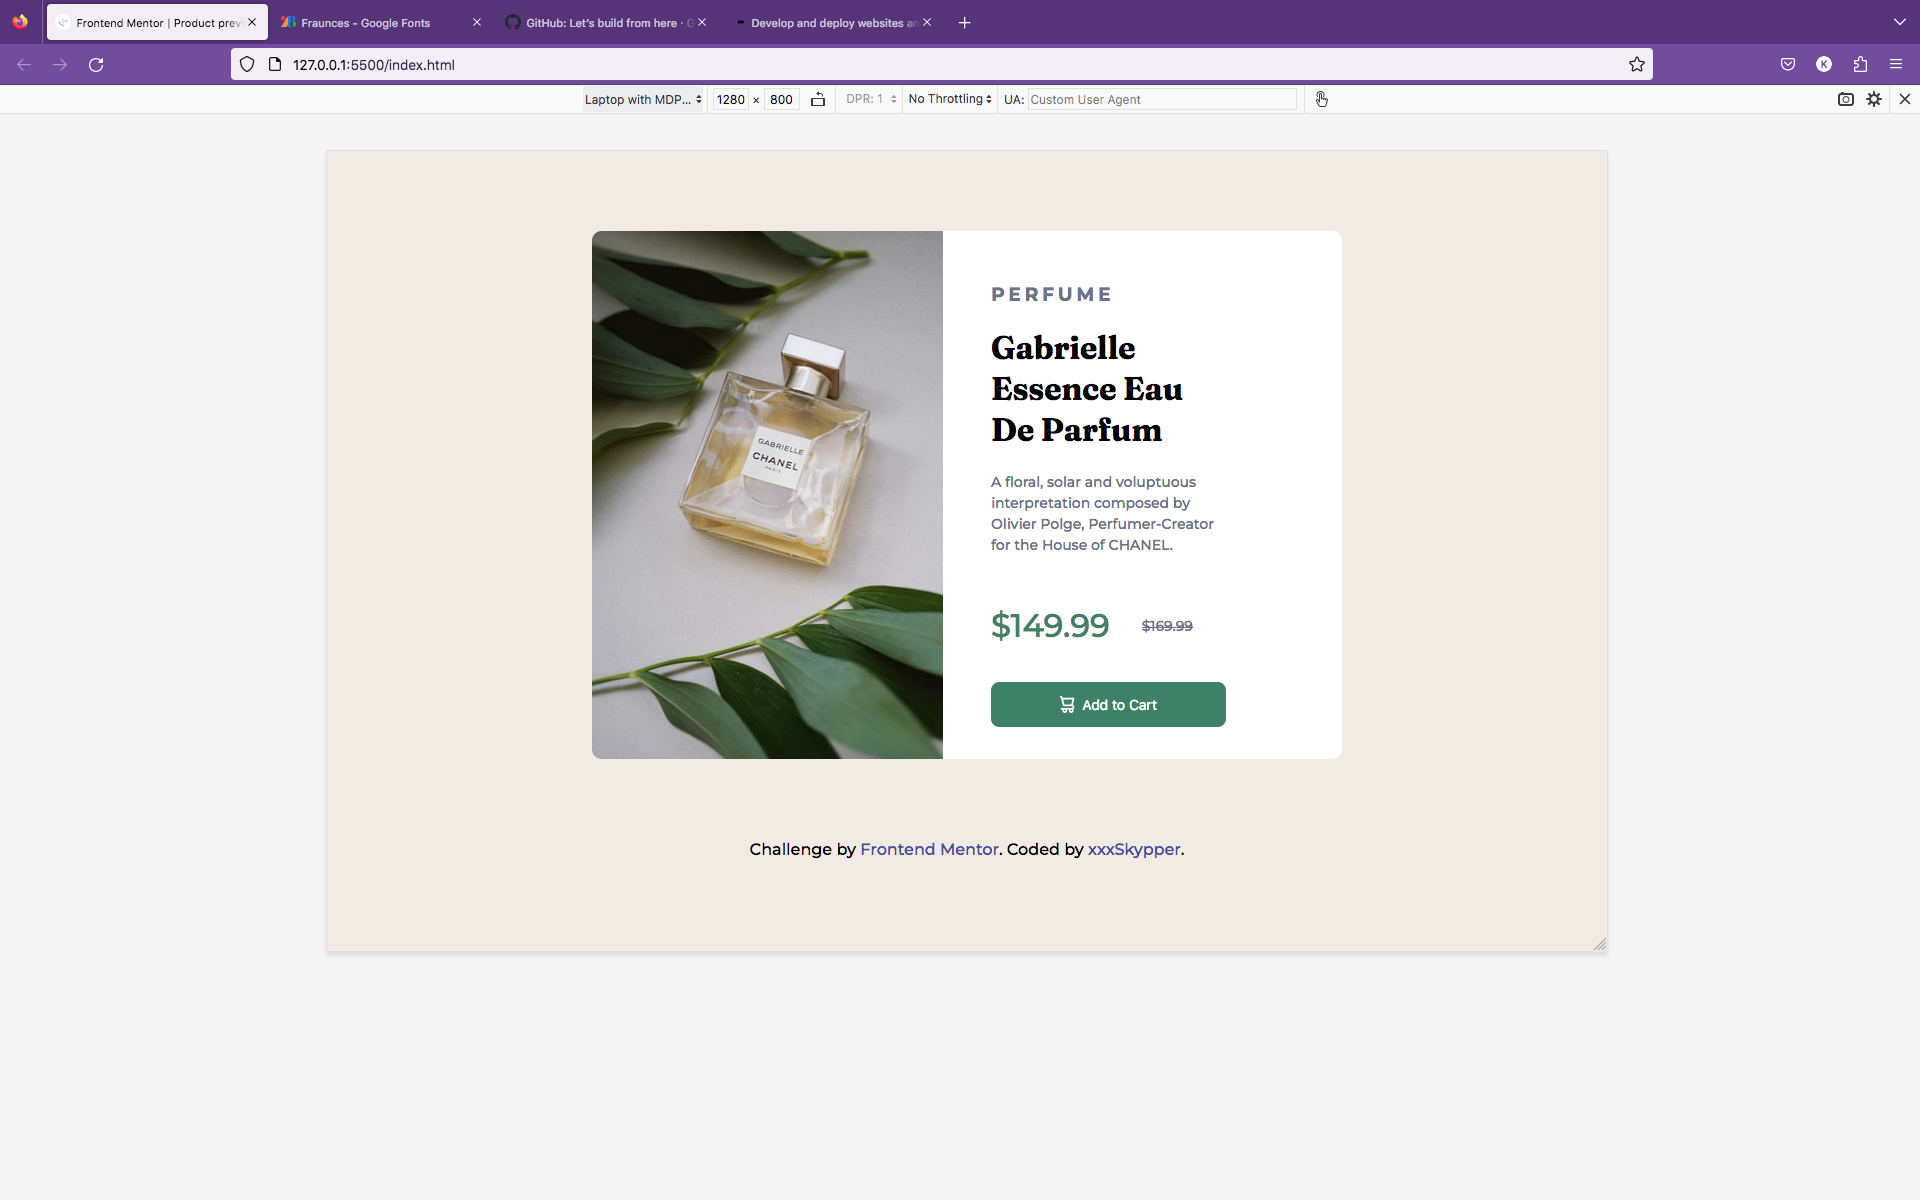 Frontend Mentor | Product previ
Fraunces - Google Fonts
GitHub: Let's build from here · G
Develop and deploy websites an
127.0.0.1:5500/index.html
K
Laptop with MDP... 1280 × 800 DPR: 1 No Throttling UA: Custom User Agent
GABRIELLE
CHANEL
PARIS
PERFUME
Gabrielle
Essence Eau
De Parfum
A floral, solar and voluptuous
interpretation composed by
Olivier Polge, Perfumer-Creator
for the House of CHANEL.
$149.99 $169.99
Add to Cart
Challenge by Frontend Mentor. Coded by xxxSkypper.